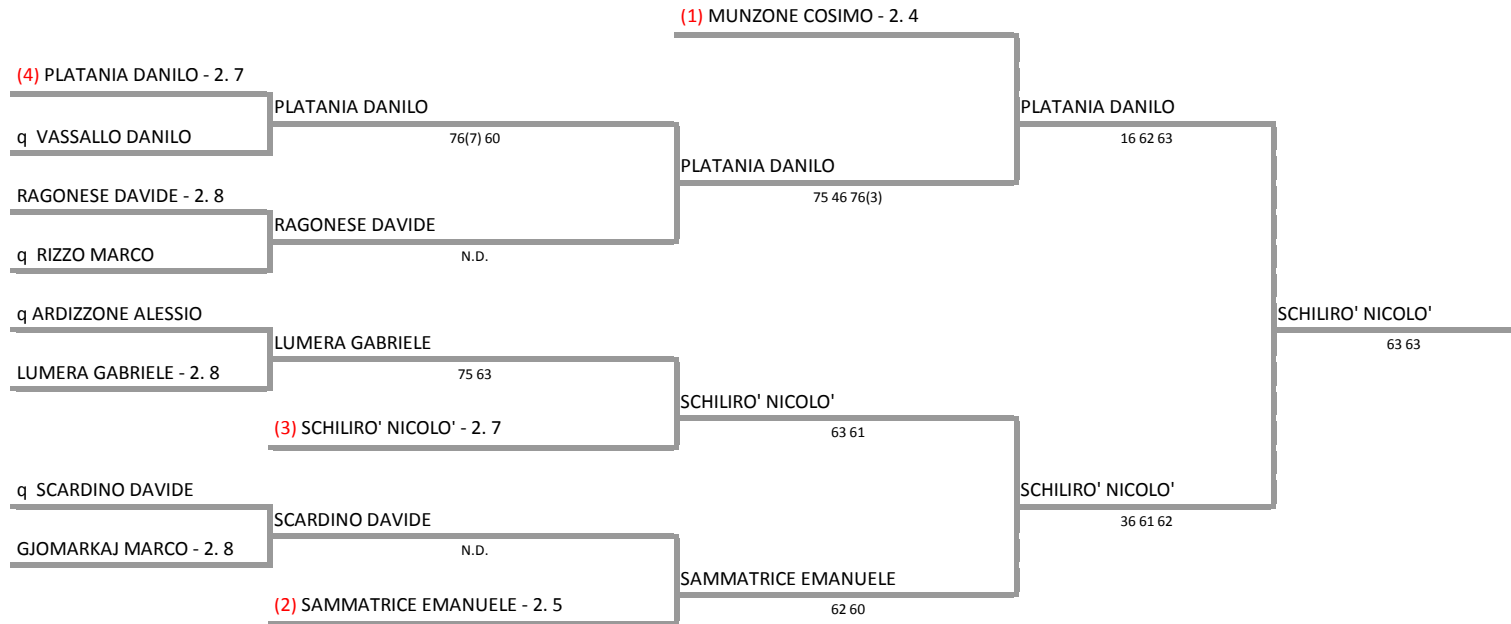 (1) MUNZONE COSIMO - 2. 4
(4) PLATANIA DANILO - 2. 7
PLATANIA DANILO
PLATANIA DANILO
q VASSALLO DANILO
76(7) 60
16 62 63
PLATANIA DANILO
RAGONESE DAVIDE - 2. 8
75 46 76(3)
RAGONESE DAVIDE
q RIZZO MARCO
N.D.
q ARDIZZONE ALESSIO
SCHILIRO' NICOLO'
LUMERA GABRIELE
63 63
LUMERA GABRIELE - 2. 8
75 63
SCHILIRO' NICOLO'
(3) SCHILIRO' NICOLO' - 2. 7
63 61
q SCARDINO DAVIDE
SCHILIRO' NICOLO'
SCARDINO DAVIDE
36 61 62
GJOMARKAJ MARCO - 2. 8
N.D.
SAMMATRICE EMANUELE
(2) SAMMATRICE EMANUELE - 2. 5
62 60